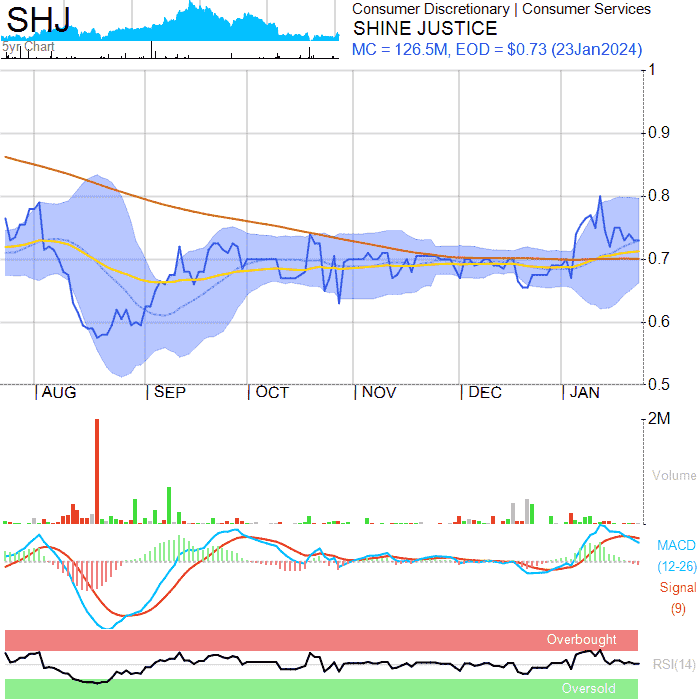 SHJ
5yr Chart
Consumer Discretionary | Consumer Services
SHINE JUSTICE
MC = 126.5M, EOD = $0.73 (23Jan2024)
1
0.9
0.8
0.7
0.6
0.5
|AUG |SEP |OCT |NOV |DEC |JAN
2M
Volume
MACD
(12-26)
Signal
(9)
Overbought
RSI(14)
Oversold